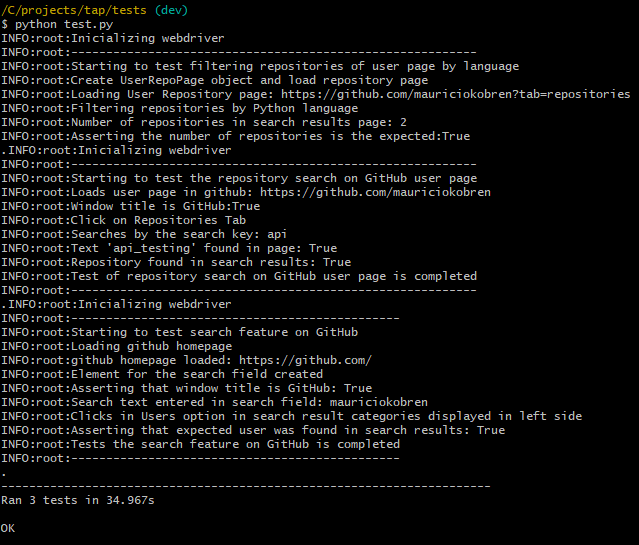 /C/projects/tap/tests (dev)
$ python test.py
INFO:root:Inicializing webdriver
INFO:root:----------------------------------------------------------
INFO:root:Starting to test filtering repositories of user page by language
INFO:root:Create UserRepoPage object and load repository page
INFO:root:Loading User Repository page: https://github.com/mauriciokobren?tab=repositories
INFO:root:Filtering repositories by Python language
INFO:root:Number of repositories in search results page: 2
INFO:root:Asserting the number of repositories is the expected:True
.INFO:root:Inicializing webdriver
INFO:root:----------------------------------------------------------
INFO:root:Starting to test the repository search on GitHub user page
INFO:root:Loads user page in github: https://github.com/mauriciokobren
INFO:root:Window title is GitHub:True
INFO:root:Click on Repositories Tab
INFO:root:Searches by the search key: api
INFO:root:Text 'api_testing' found in page: True
INFO:root:Repository found in search results: True
INFO:root:Test of repository search on GitHub user page is completed
INFO:root:----------------------------------------------------------
.INFO:root:Inicializing webdriver
INFO:root:-----------------------------------------------
INFO:root:Starting to test search feature on GitHub
INFO:root:Loading github homepage
INFO:root:github homepage loaded: https://github.com/
INFO:root:Element for the search field created
INFO:root:Asserting that window title is GitHub: True
INFO:root:Search text entered in search field: mauriciokobren
INFO:root:Clicks in Users option in search result categories displayed in left side
INFO:root:Asserting that expected user was found in search results: True
INFO:root:Tests the search feature on GitHub is completed
INFO:root:-----------------------------------------------
.
----------------------------------------------------------------------
Ran 3 tests in 34.967s
OK